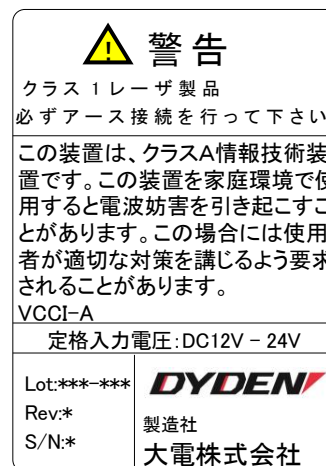 警告
クラス1レーザ製品
必ずアース接続を行って下さい
この装置は、クラスA情報技術装
置です。この装置を家庭環境で使
用すると電波妨害を引き起こすこ
とがあります。この場合には使用
者が適切な対策を講じるよう要求
されることがあります。
VCCI-A
定格入力電圧：DC12V - 24V
Lot:***-***
Rev:*
S/N:*
DYDEN
製造社
大電株式会社